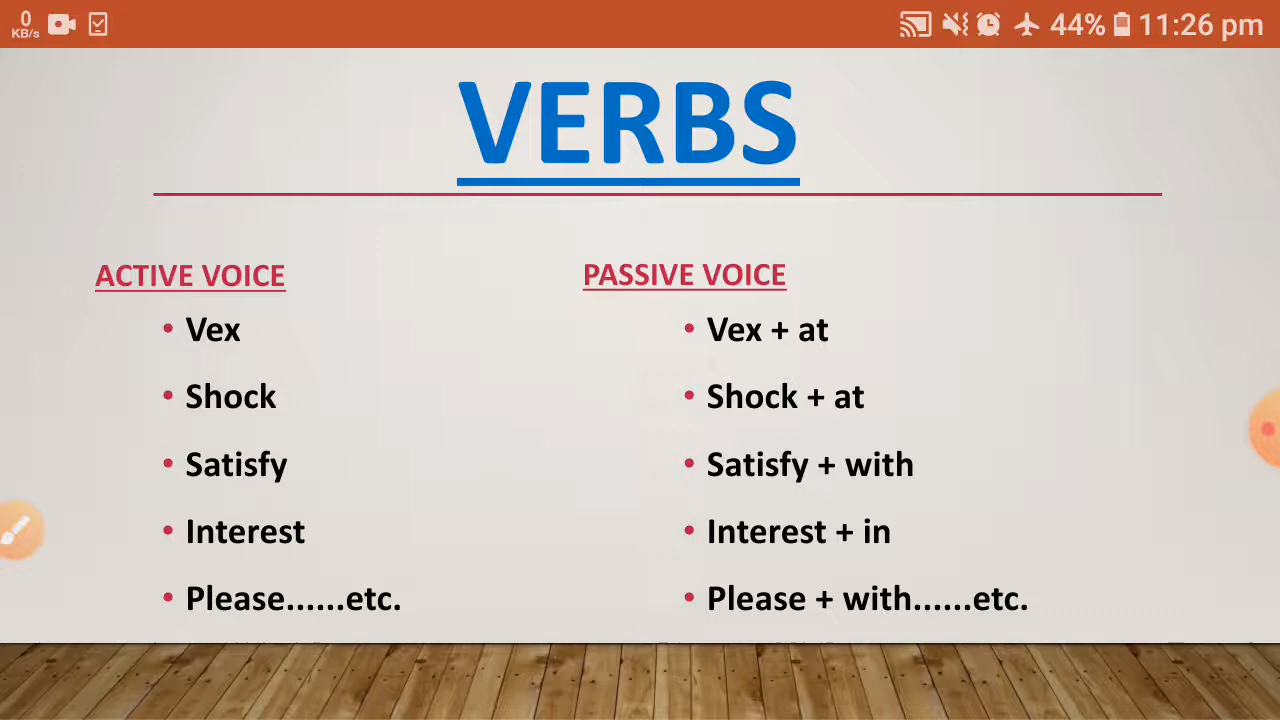 0
KB/s
44% 11:26 pm
VERBS
ACTIVE VOICE
• Vex
• Shock
• Satisfy
• Interest
• Please......etc.
PASSIVE VOICE
• Vex + at
• Shock + at
• Satisfy + with
• Interest + in
• Please + with......etc.